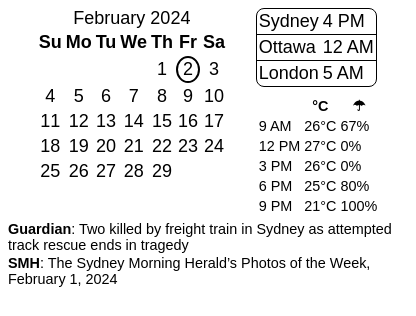 February 2024
Su Mo Tu We Th Fr Sa
1 2 3
4 5 6 7 8 9 10
11 12 13 14 15 16 17
18 19 20 21 22 23 24
25 26 27 28 29
Sydney 4 PM
Ottawa 12 AM
London 5 AM
°C ☂
9 AM 26°C 67%
12 PM 27°C 0%
3 PM 26°C 0%
6 PM 25°C 80%
9 PM 21°C 100%
Guardian: Two killed by freight train in Sydney as attempted
track rescue ends in tragedy
SMH: The Sydney Morning Herald’s Photos of the Week,
February 1, 2024